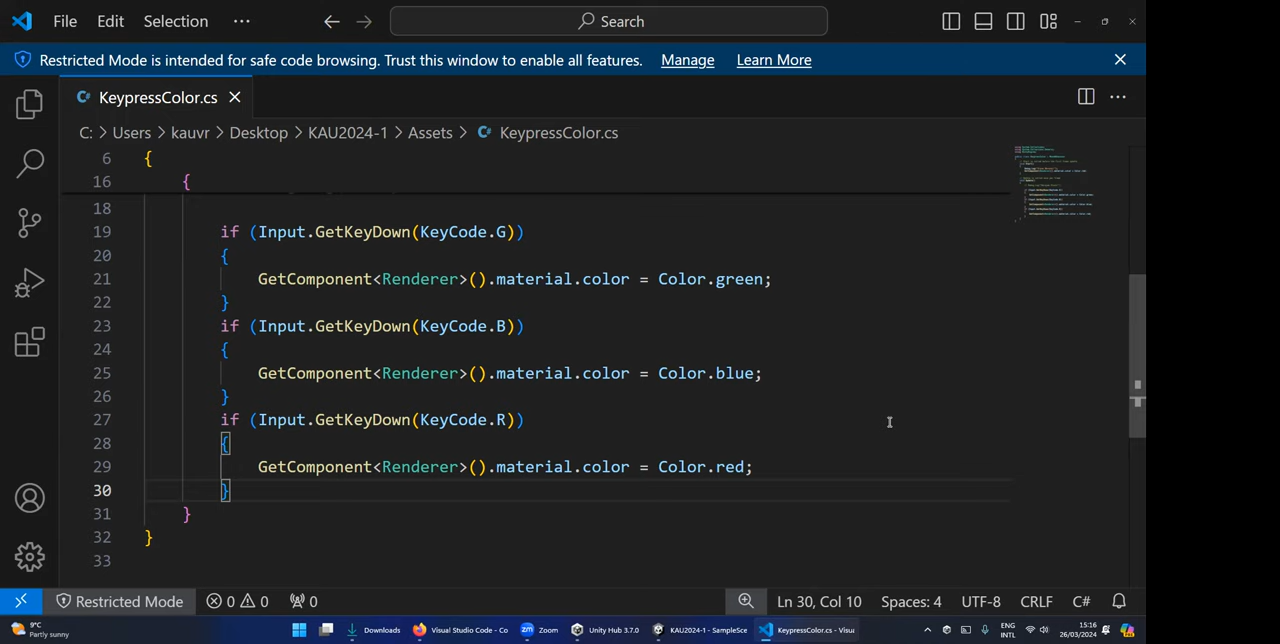 File Edit Selection ··· Search
Restricted Mode is intended for safe code browsing. Trust this window to enable all features. Manage Learn More
KeypressColor.cs
C: > Users > kauvr > Desktop > KAU2024-1 > Assets > KeypressColor.cs
6 {
16 {
18
19 if (Input.GetKeyDown(KeyCode.G))
20 {
21 GetComponent<Renderer>().material.color = Color.green;
22 }
23 if (Input.GetKeyDown(KeyCode.B))
24 {
25 GetComponent<Renderer>().material.color = Color.blue;
26 }
27 if (Input.GetKeyDown(KeyCode.R))
28 {
29 GetComponent<Renderer>().material.color = Color.red;
30 }
31 }
32 }
33
Restricted Mode 0 0 0 Ln 30, Col 10 Spaces: 4 UTF-8 CRLF C#
9°C
Partly sunny
Downloads Visual Studio Code - Co Zoom Unity Hub 3.7.0 KAU2024-1 - SampleSce KeypressColor.cs - Visu
ENG
INTL
15:16
26/03/2024